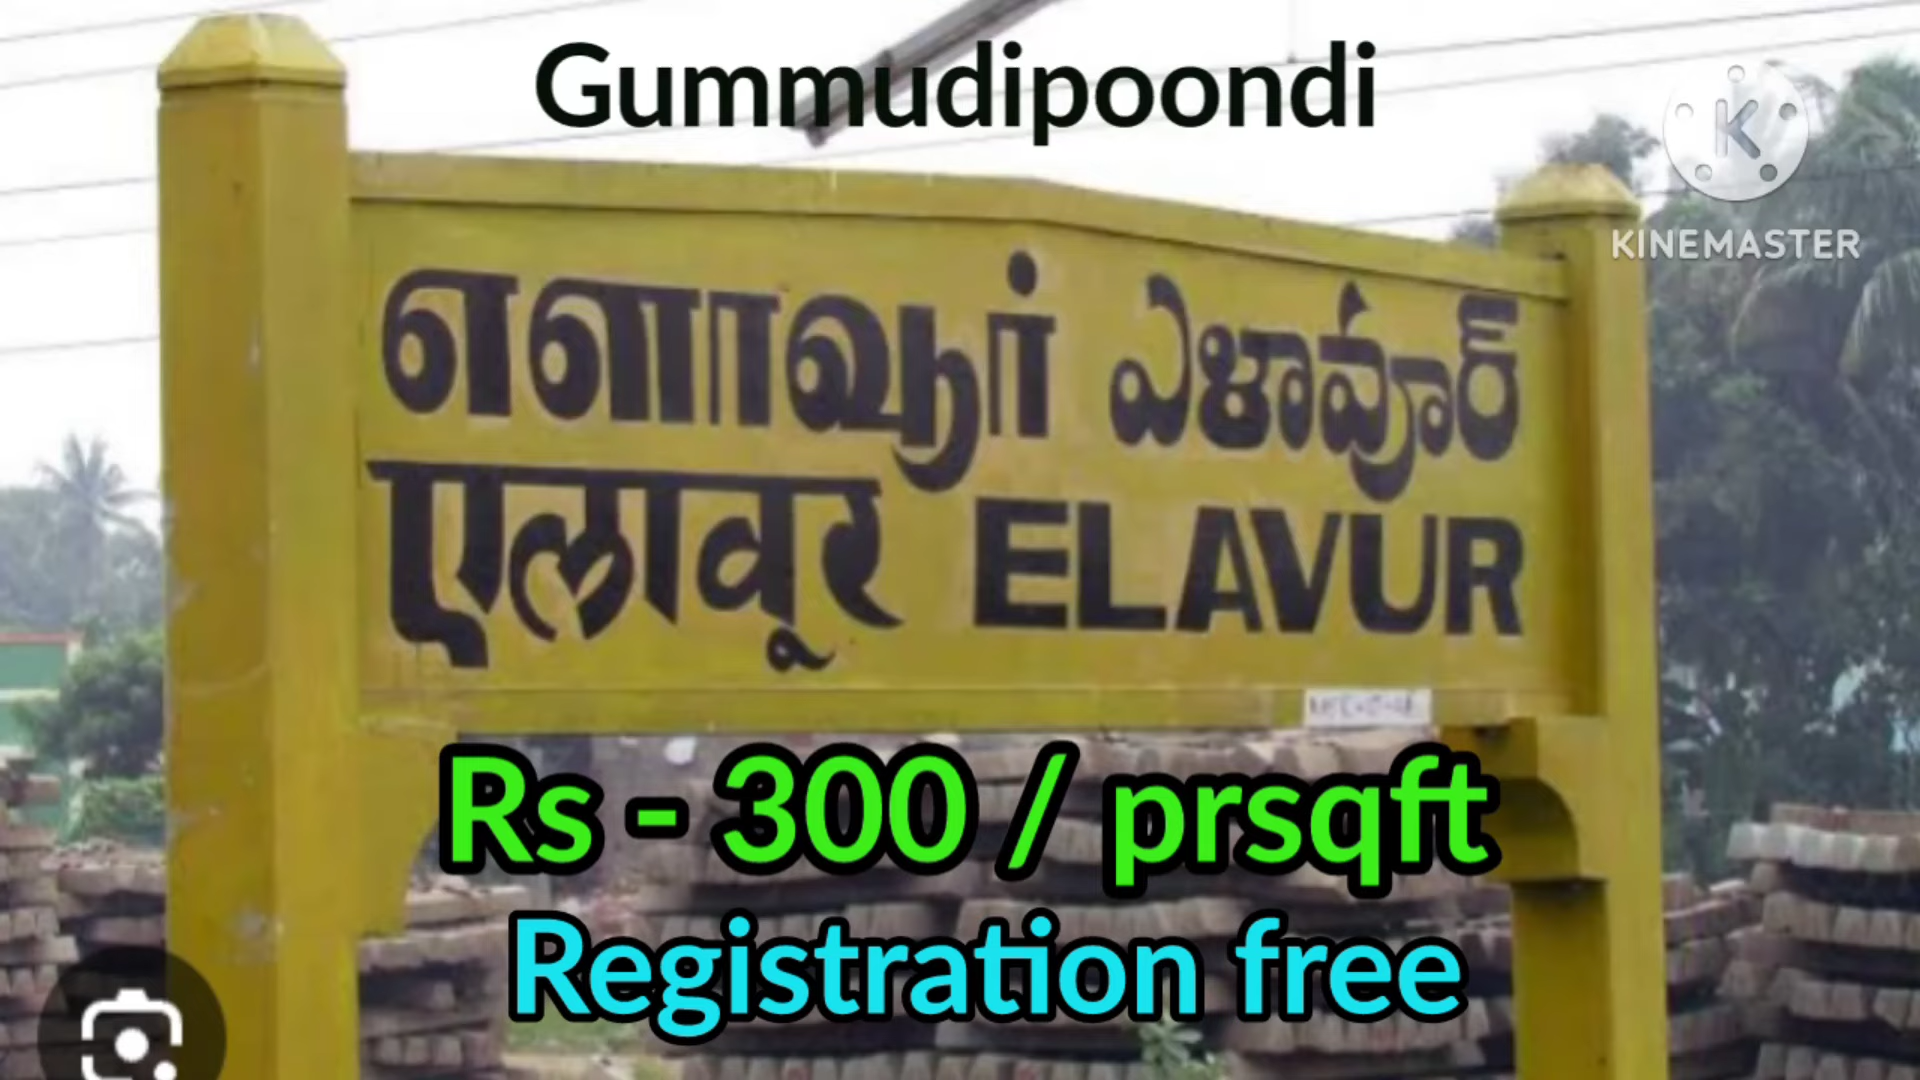 Gummudipoondi
K
KINEMASTER
எளாவூர் ఎళావూర్
एलावूर ELAVUR
Rs - 300 / prsqft
Registration free